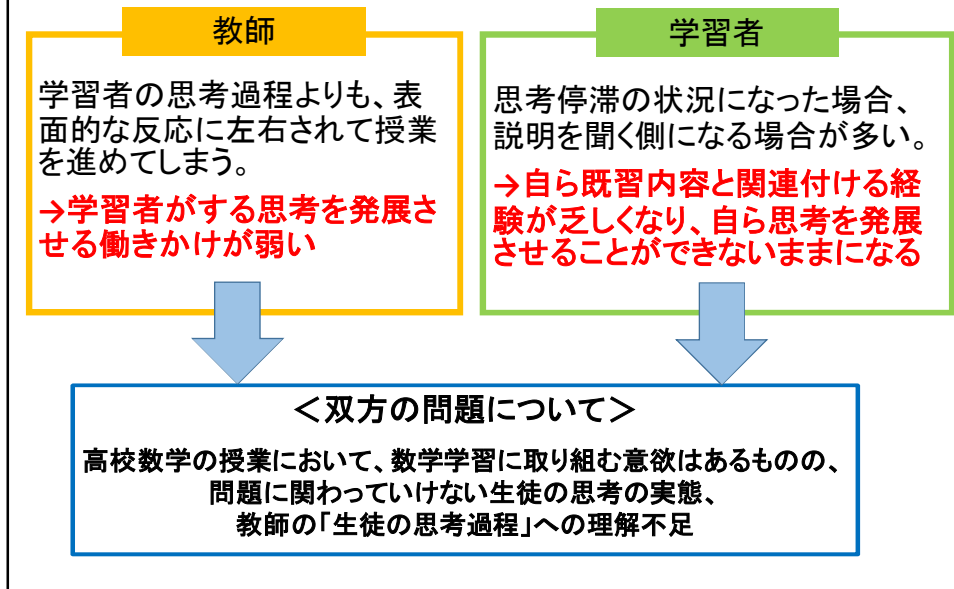 教師
学習者の思考過程よりも、表
面的な反応に左右されて授業
を進めてしまう。
→学習者がする思考を発展さ
せる働きかけが弱い
学習者
思考停滞の状況になった場合、
説明を聞く側になる場合が多い。
→自ら既習内容と関連付ける経
験が乏しくなり、自ら思考を発展
させることができないままになる
＜双方の問題について＞
高校数学の授業において、数学学習に取り組む意欲はあるものの、
問題に関わっていけない生徒の思考の実態、
教師の「生徒の思考過程」への理解不足